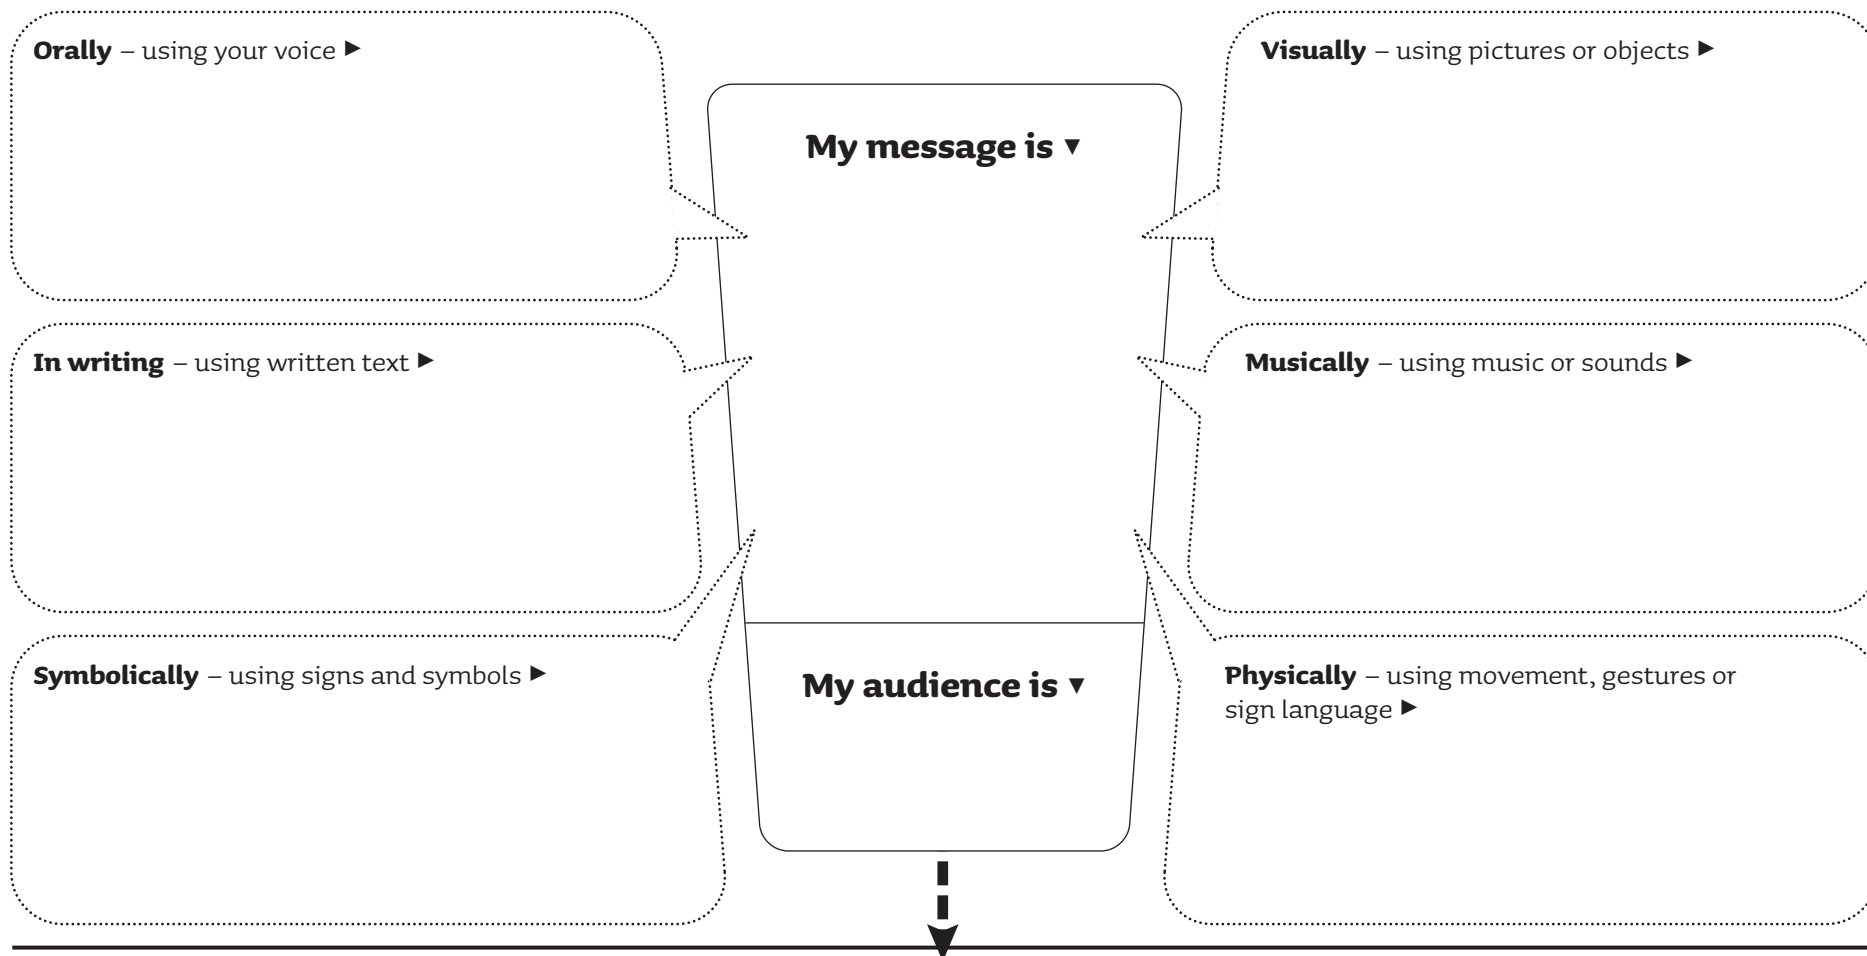 Orally – using your voice ▶
In writing – using written text ▶
Symbolically – using signs and symbols ▶
My message is ▼
My audience is ▼
Visually – using pictures or objects ▶
Musically – using music or sounds ▶
Physically – using movement, gestures or
sign language ▶